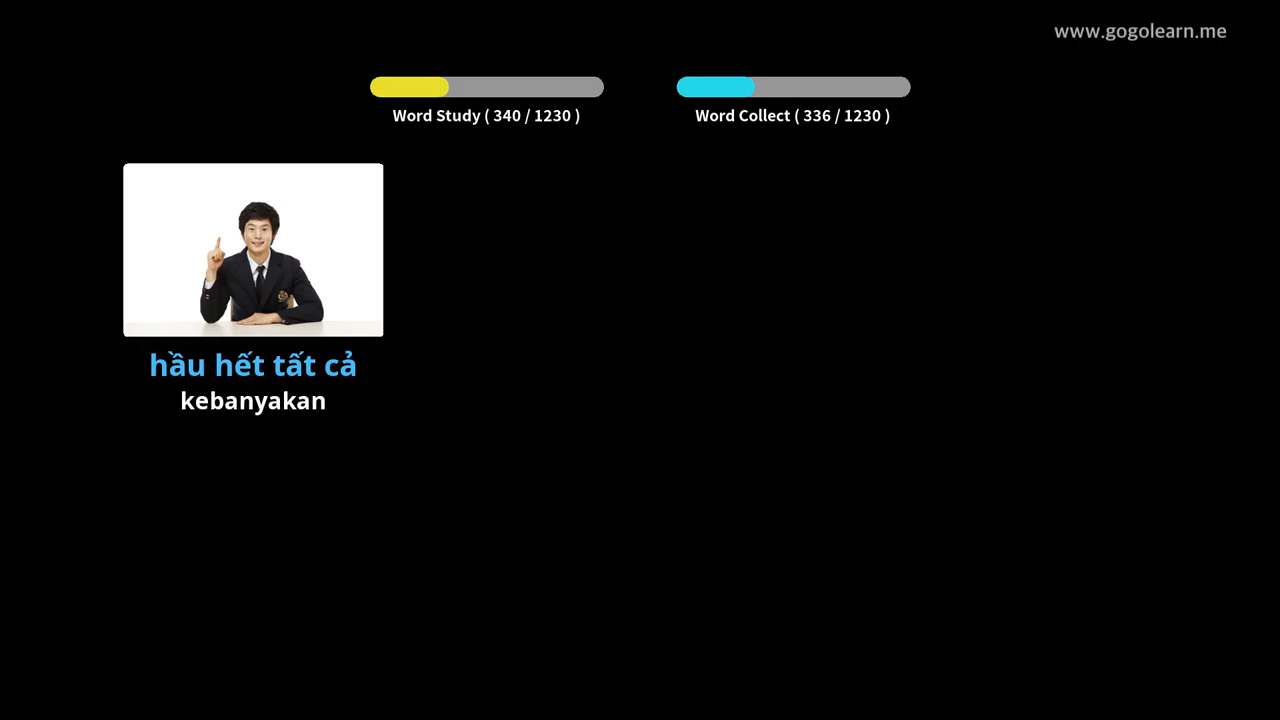 www.gogolearn.me
Word Study ( 340 / 1230 )
Word Collect ( 336 / 1230 )
hầu hết tất cả
kebanyakan